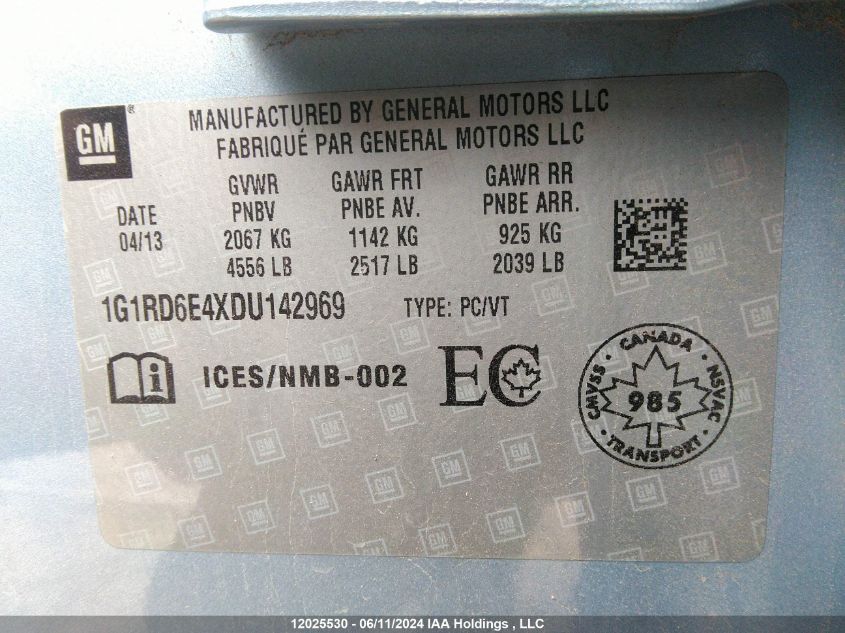 GM ®
MANUFACTURED BY GENERAL MOTORS LLC
FABRIQUÉ PAR GENERAL MOTORS LLC
GVWR GAWR FRT GAWR RR
DATE PNBV PNBE AV. PNBE ARR.
04/13 2067 KG 1142 KG 925 KG
4556 LB 2517 LB 2039 LB
1G1RD6E4XDU142969 TYPE: PC/VT
i ICES/NMB-002 EC
CANADA
CMVSS 985 NSVAC
TRANSPORT
12025530 - 06/11/2024 IAA Holdings , LLC